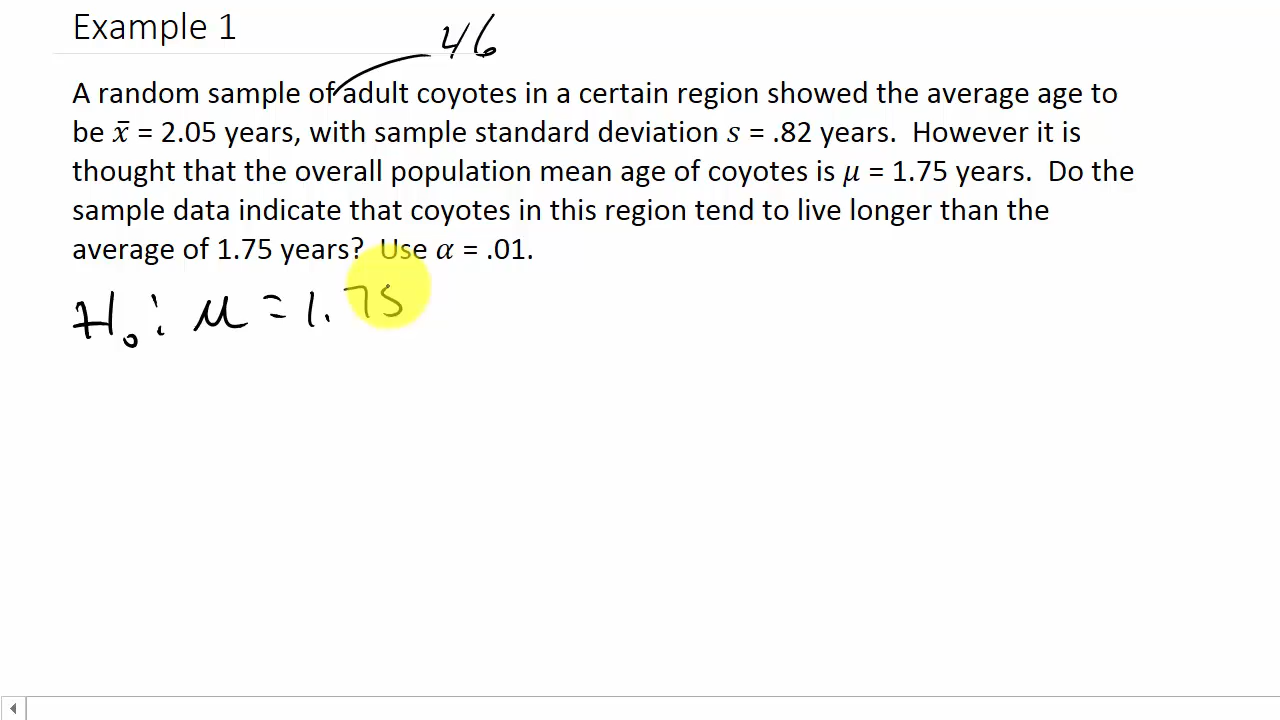 Example 1
46
A random sample of adult coyotes in a certain region showed the average age to
be x̄ = 2.05 years, with sample standard deviation s = .82 years.  However it is
thought that the overall population mean age of coyotes is μ = 1.75 years.  Do the
sample data indicate that coyotes in this region tend to live longer than the
average of 1.75 years?  Use α = .01.
H₀: μ = 1.75